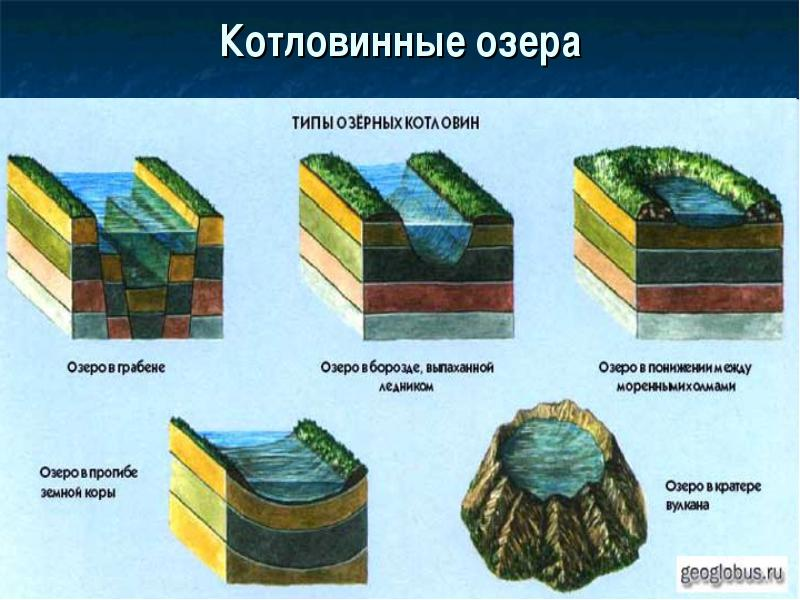 Котловинные озера
ТИПЫ ОЗЁРНЫХ КОТЛОВИН
Озеро в грабене
Озеро в борозде, выпаханной
ледником
Озеро в понижении между
моренными холмами
Озеро в прогибе
земной коры
Озеро в кратере
вулкана
geoglobus.ru